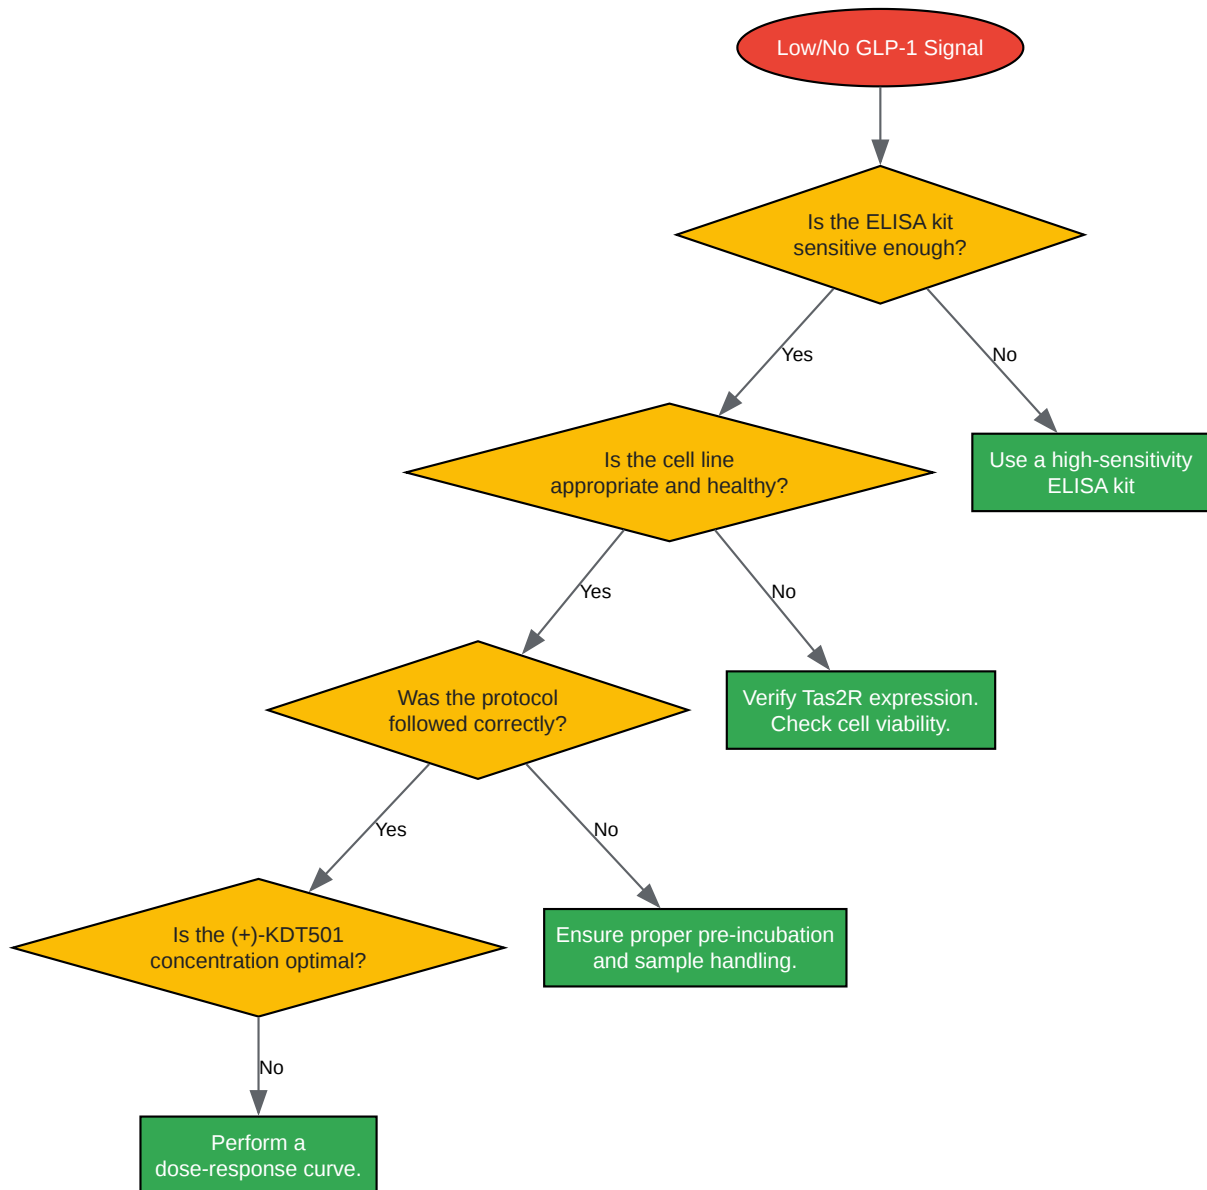 Low/No GLP-1 Signal
Is the ELISA kit
sensitive enough?
Yes
No
Is the cell line
appropriate and healthy?
Use a high-sensitivity
ELISA kit
Yes
No
Was the protocol
followed correctly?
Verify Tas2R expression.
Check cell viability.
Yes
No
Is the (+)-KDT501
concentration optimal?
Ensure proper pre-incubation
and sample handling.
No
Perform a
dose-response curve.